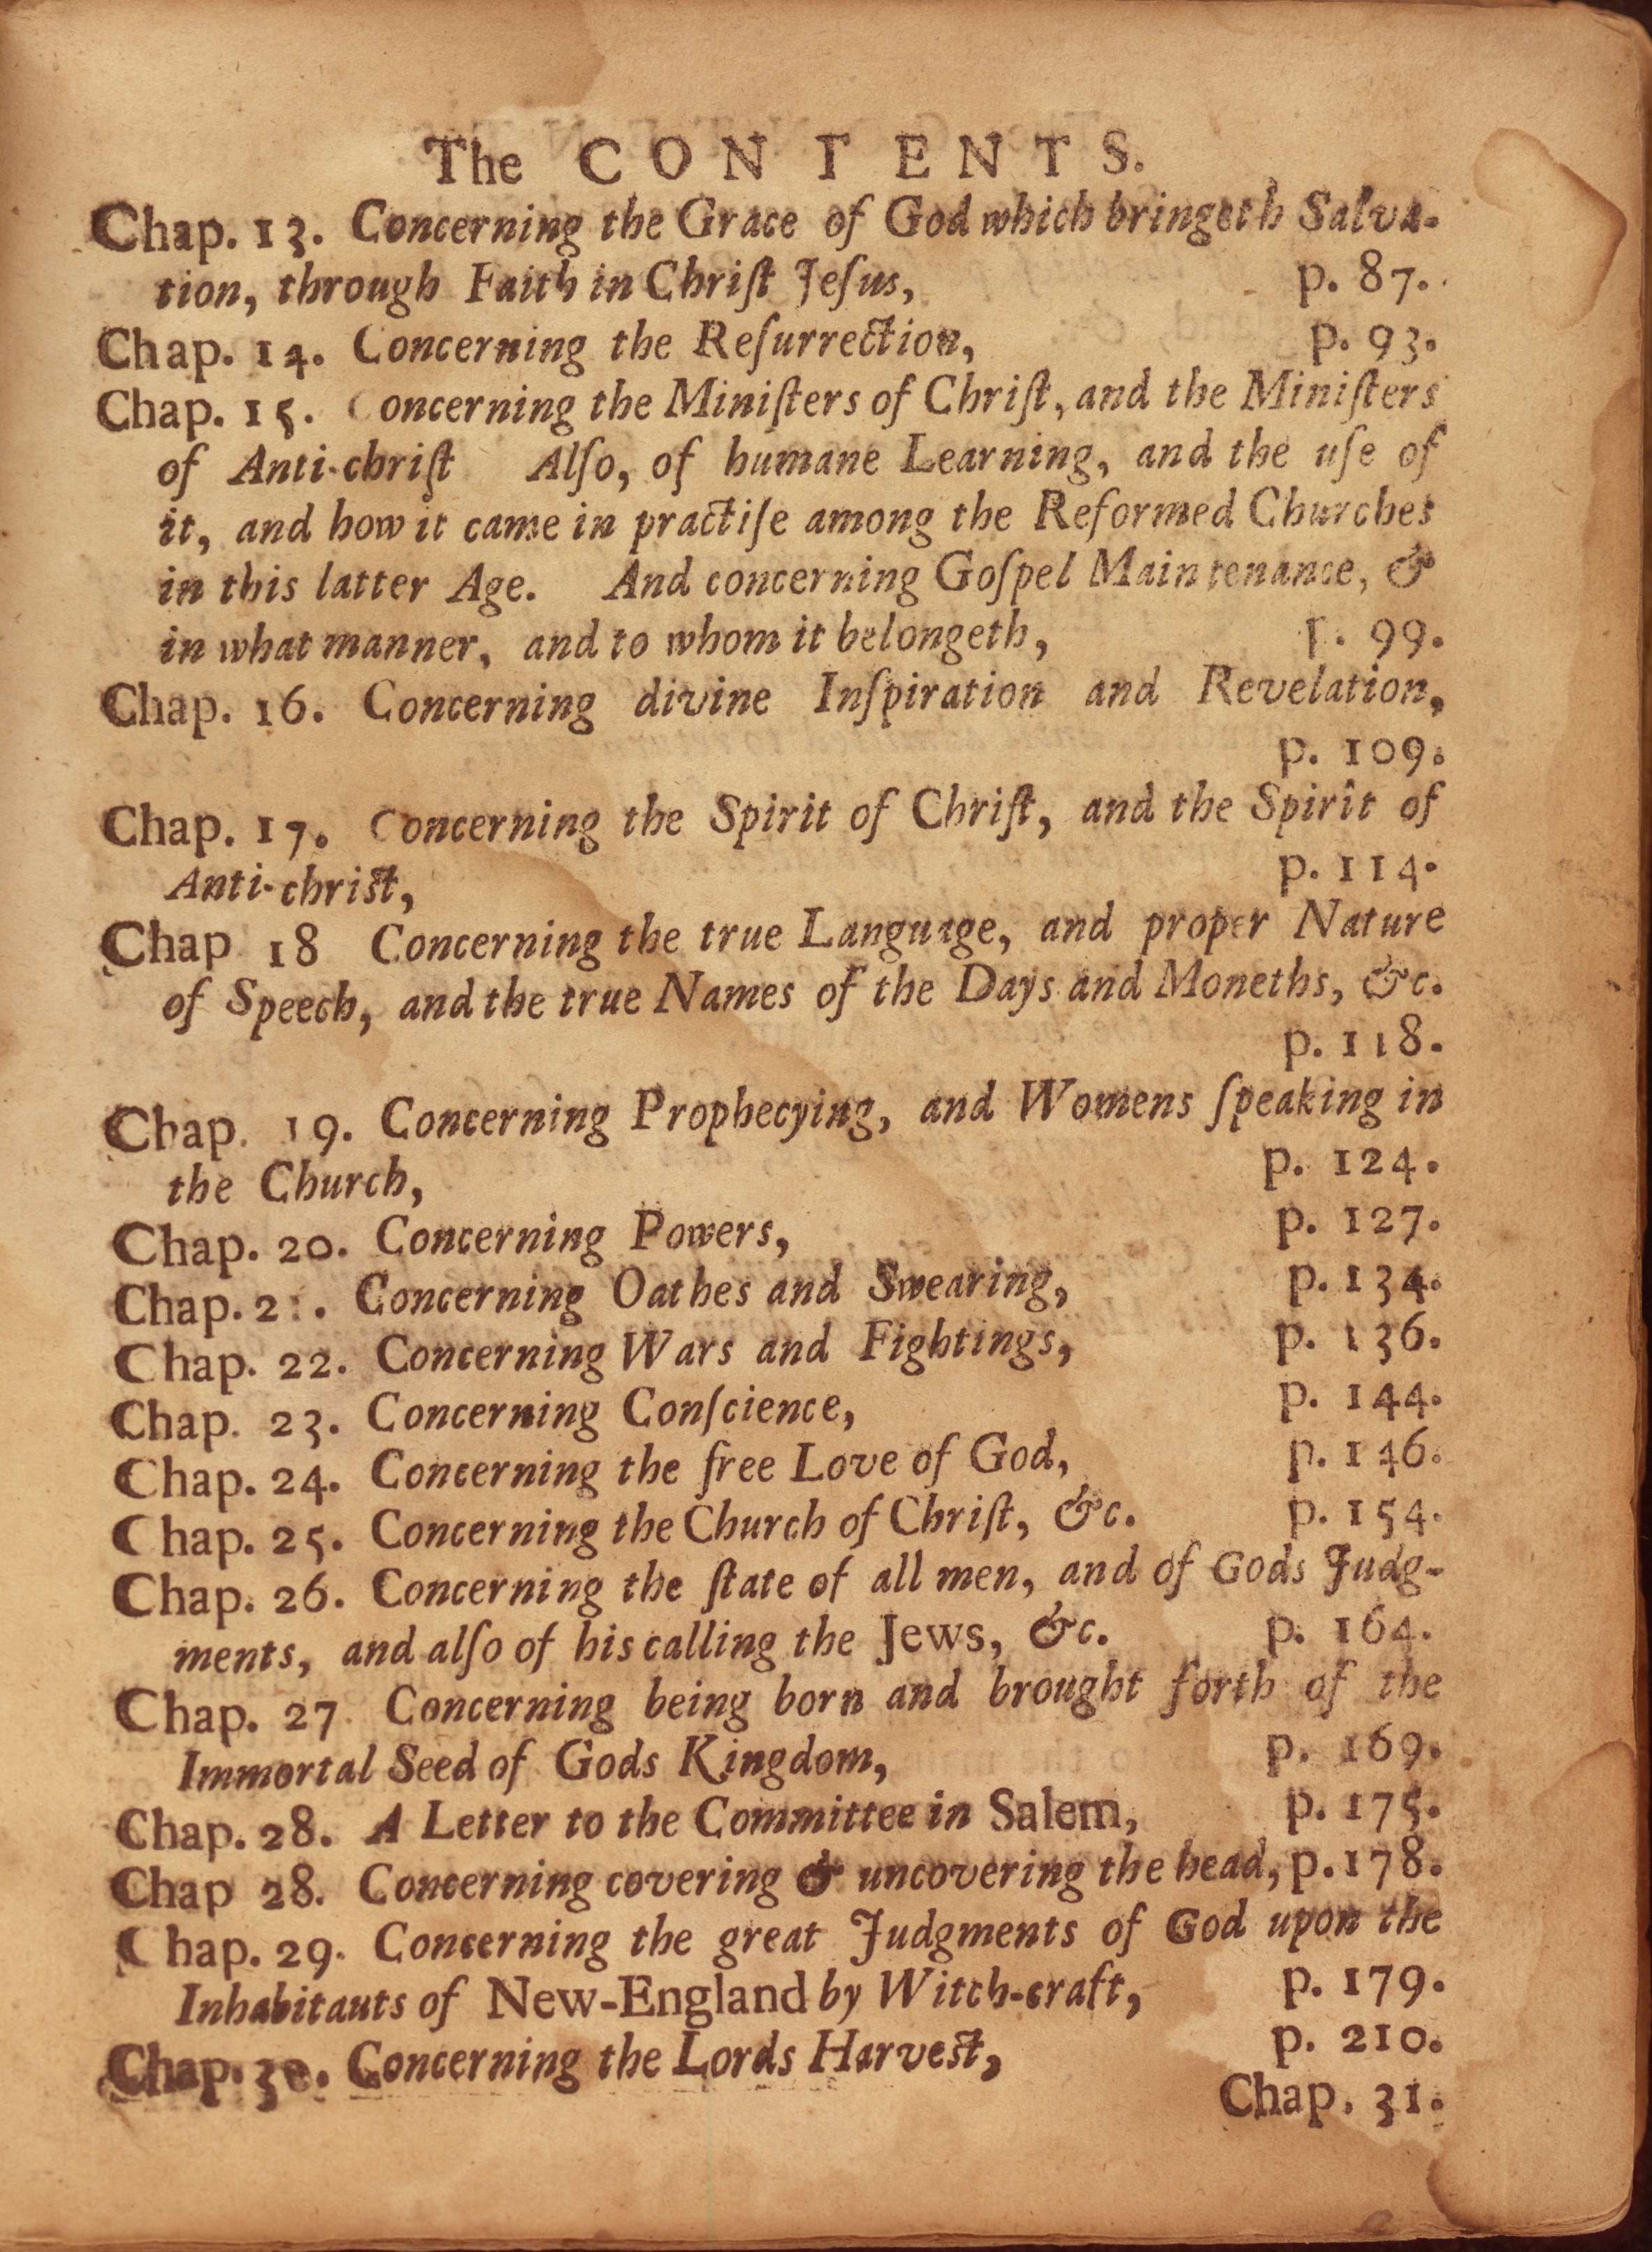 The CONTENTS.
Chap. 13. Concerning the Grace of God which bringeth Salva-
tion, through Faith in Chriſt Jeſus, p. 87.
Chap. 14. Concerning the Reſurrection, p. 93.
Chap. 15. Concerning the Miniſters of Chriſt, and the Miniſters
of Anti-chriſt Alſo, of humane Learning, and the uſe of
it, and how it came in practiſe among the Reformed Churches
in this latter Age. And concerning Goſpel Maintenance, &
in what manner, and to whom it belongeth, p. 99.
Chap. 16. Concerning divine Inſpiration and Revelation,
p. 109.
Chap. 17. Concerning the Spirit of Chriſt, and the Spirit of
Anti-chriſt, p. 114.
Chap 18 Concerning the true Language, and proper Nature
of Speech, and the true Names of the Days and Moneths, &c.
p. 118.
Chap. 19. Concerning Prophecying, and Womens ſpeaking in
the Church, p. 124.
Chap. 20. Concerning Powers, p. 127.
Chap. 21. Concerning Oathes and Swearing, p. 134.
Chap. 22. Concerning Wars and Fightings, p. 136.
Chap. 23. Concerning Conſcience, p. 144.
Chap. 24. Concerning the free Love of God, p. 146.
Chap. 25. Concerning the Church of Chriſt, &c. p. 154.
Chap. 26. Concerning the ſtate of all men, and of Gods Judg-
ments, and alſo of his calling the Jews, &c. p. 164.
Chap. 27 Concerning being born and brought forth of the
Immortal Seed of Gods Kingdom, p. 169.
Chap. 28. A Letter to the Committee in Salem, p. 175.
Chap 28. Concerning covering & uncovering the head, p. 178.
Chap. 29. Concerning the great Judgments of God upon the
Inhabitauts of New-England by Witch-craft, p. 179.
Chap. 30. Concerning the Lords Harveſt, p. 210.
Chap. 31.